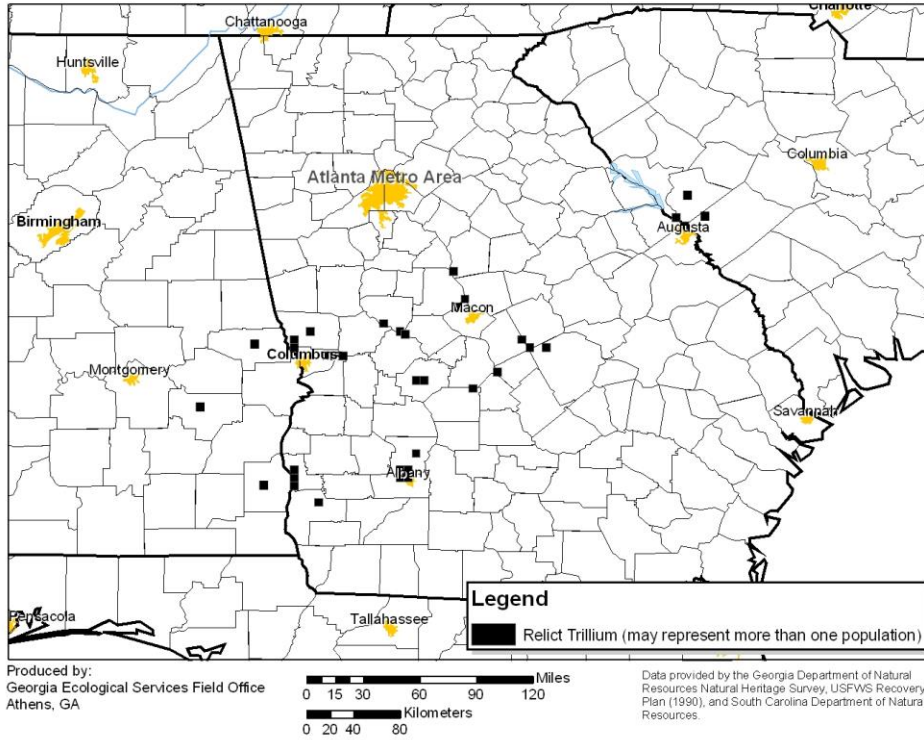 Chattanooga
Charlotte
Huntsville
Columbia
Atlanta Metro Area
Birmingham
Augusta
Macon
Columbus
Montgomery
Savannah
Albany
Legend
Relict Trillium (may represent more than one population)
Pensacola
Tallahassee
Produced by:
Georgia Ecological Services Field Office
Athens, GA
Miles
0 15 30 60 90 120
Kilometers
0 20 40 80
Data provided by the Georgia Department of Natural
Resources Natural Heritage Survey, USFWS Recovery
Plan (1990), and South Carolina Department of Natura
Resources.